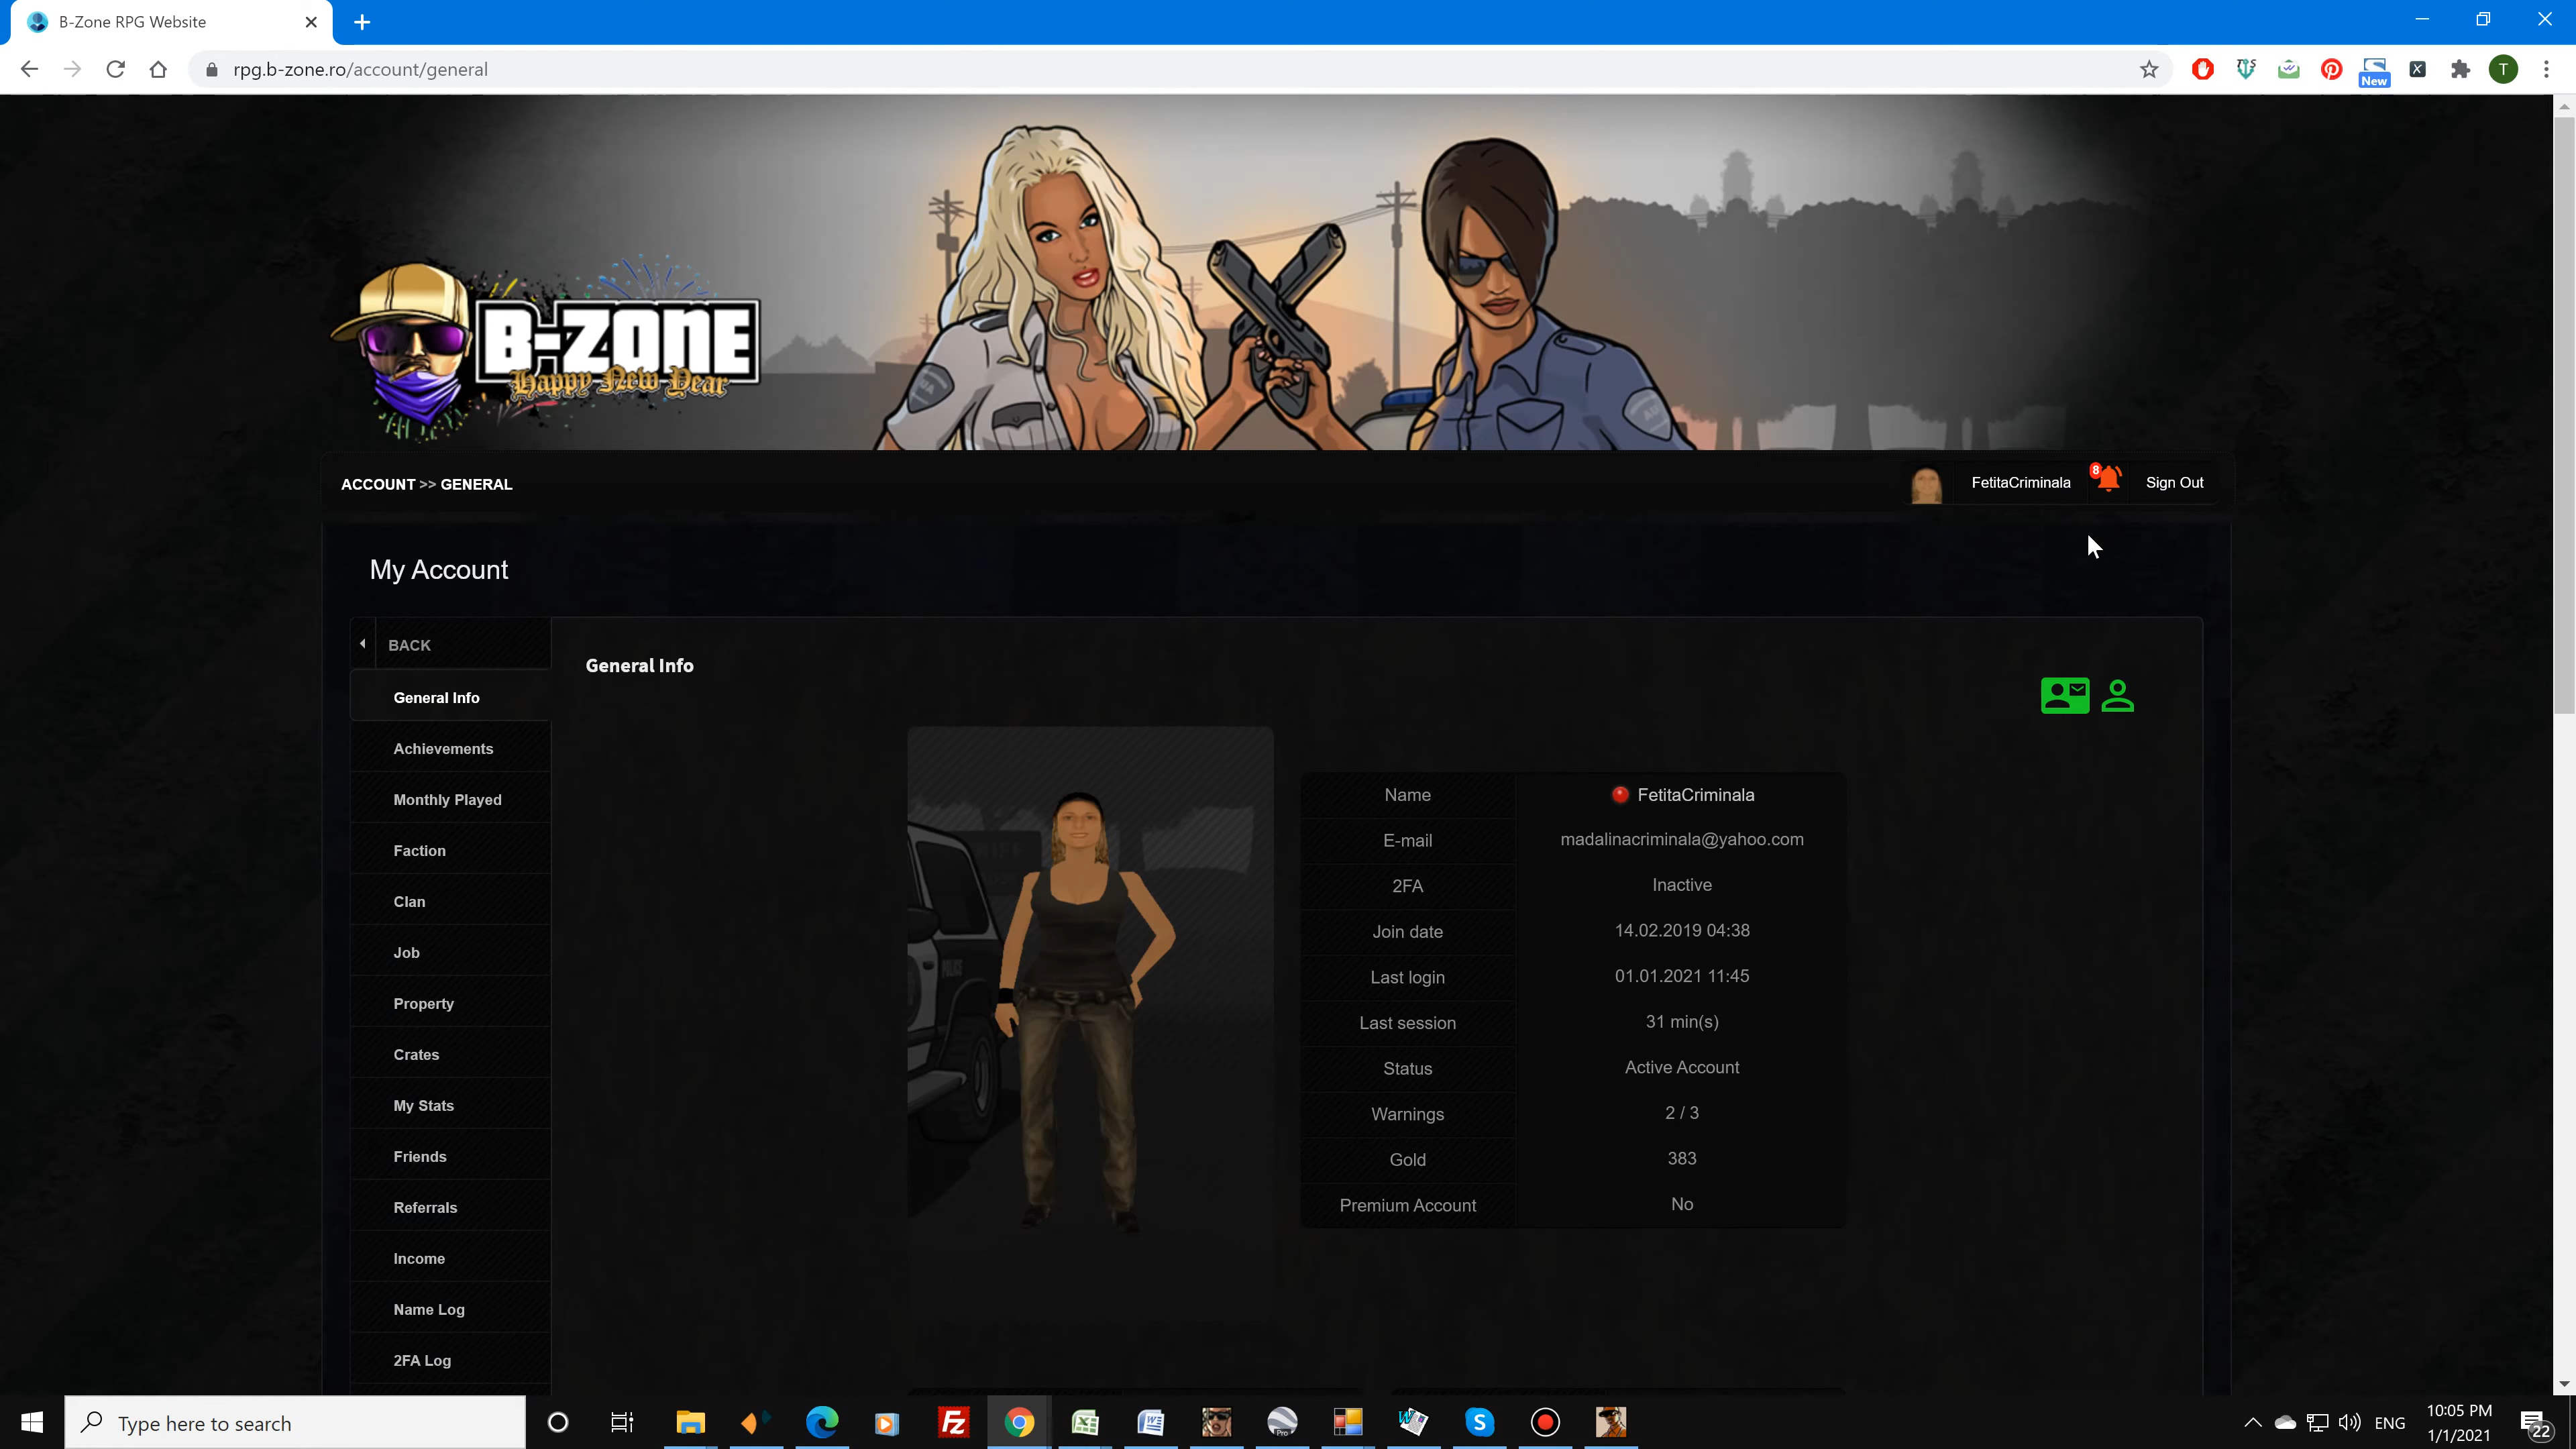 B-Zone RPG Website
rpg.b-zone.ro/account/general
New
T
B-ZONE
Happy New Year
ACCOUNT >> GENERAL
FetitaCriminala
8
Sign Out
My Account
BACK
General Info
Achievements
Monthly Played
Faction
Clan
Job
Property
Crates
My Stats
Friends
Referrals
Income
Name Log
2FA Log
General Info
Name FetitaCriminala
E-mail madalinacriminala@yahoo.com
2FA Inactive
Join date 14.02.2019 04:38
Last login 01.01.2021 11:45
Last session 31 min(s)
Status Active Account
Warnings 2 / 3
Gold 383
Premium Account No
Type here to search
Fz
Pro
S
ENG
10:05 PM
1/1/2021
22